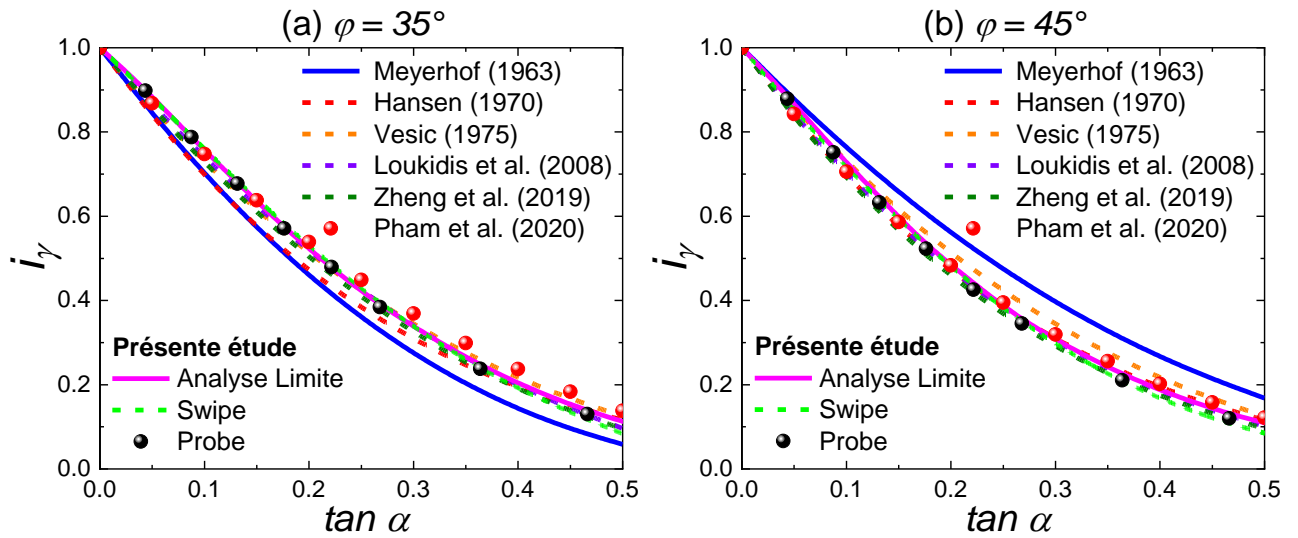 (a) φ = 35°
1.0
0.8
0.6
0.4
0.2
0.0
iγ
0.0 0.1 0.2 0.3 0.4 0.5
tan α
Meyerhof (1963)
Hansen (1970)
Vesic (1975)
Loukidis et al. (2008)
Zheng et al. (2019)
Pham et al. (2020)
Présente étude
Analyse Limite
Swipe
Probe
(b) φ = 45°
1.0
0.8
0.6
0.4
0.2
0.0
iγ
0.0 0.1 0.2 0.3 0.4 0.5
tan α
Meyerhof (1963)
Hansen (1970)
Vesic (1975)
Loukidis et al. (2008)
Zheng et al. (2019)
Pham et al. (2020)
Présente étude
Analyse Limite
Swipe
Probe